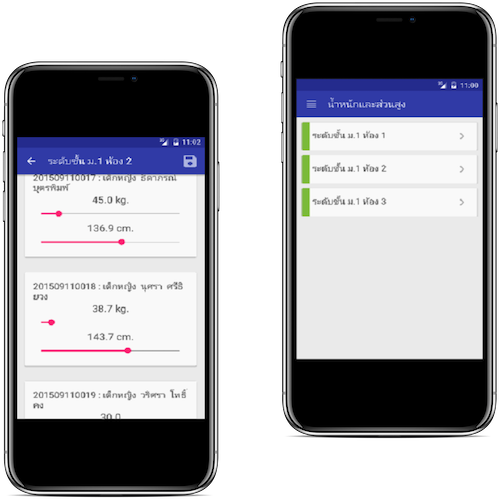 11:02
ระดับชั้น ม.1 ห้อง 2
201509110017 : เด็กหญิง ธิดาภรณ์
บุตรพิมพ์
45.0 kg.
136.9 cm.
201509110018 : เด็กหญิง นุศรา ศรีธิ
ยวง
38.7 kg.
143.7 cm.
201509110019 : เด็กหญิง วริศรา โพธิ์
คง
30.0
11:00
น้ำหนักและส่วนสูง
ระดับชั้น ม.1 ห้อง 1
ระดับชั้น ม.1 ห้อง 2
ระดับชั้น ม.1 ห้อง 3